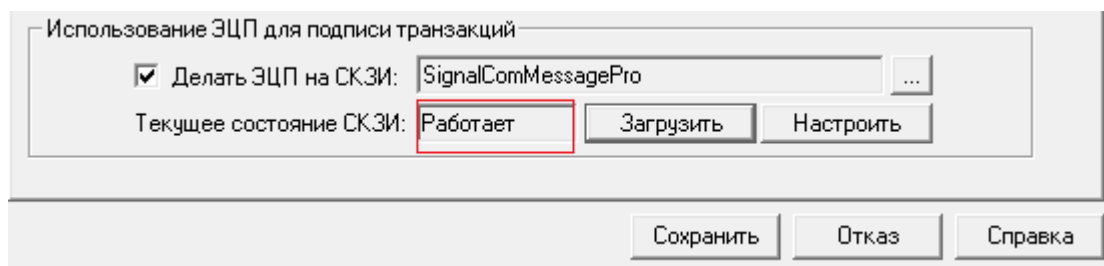 Использование ЭЦП для подписи транзакций
Делать ЭЦП на СКЗИ: SignalComMessagePro ...
Текущее состояние СКЗИ: Работает Загрузить Настроить
Сохранить Отказ Справка